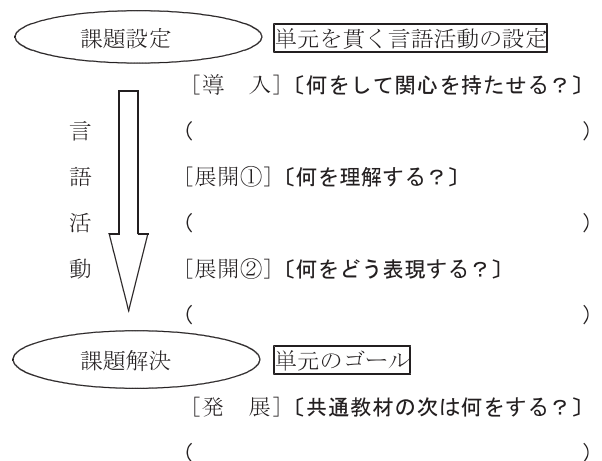 課題設定 単元を貫く言語活動の設定
[導　入]〔何をして関心を持たせる？〕
言 (　　　　　　　　)
語 [展開①]〔何を理解する？〕
活 (　　　　　　　　)
動 [展開②]〔何をどう表現する？〕
(　　　　　　　　)
課題解決 単元のゴール
[発　展]〔共通教材の次は何をする？〕
(　　　　　　　　)